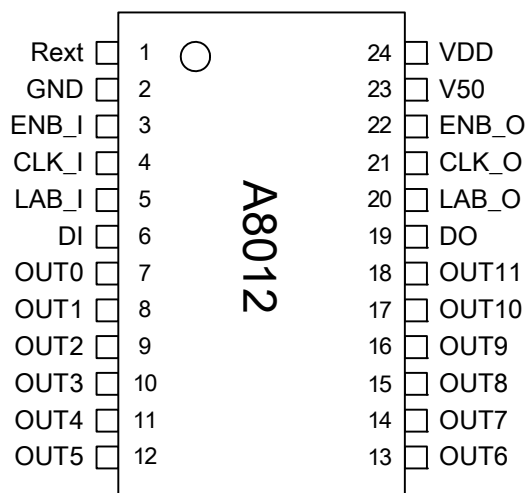 Rext 1 24 VDD
GND 2 23 V50
ENB_I 3 22 ENB_O
CLK_I 4 21 CLK_O
LAB_I 5 20 LAB_O
DI 6 19 DO
OUT0 7 18 OUT11
OUT1 8 17 OUT10
OUT2 9 16 OUT9
OUT3 10 15 OUT8
OUT4 11 14 OUT7
OUT5 12 13 OUT6
A8012